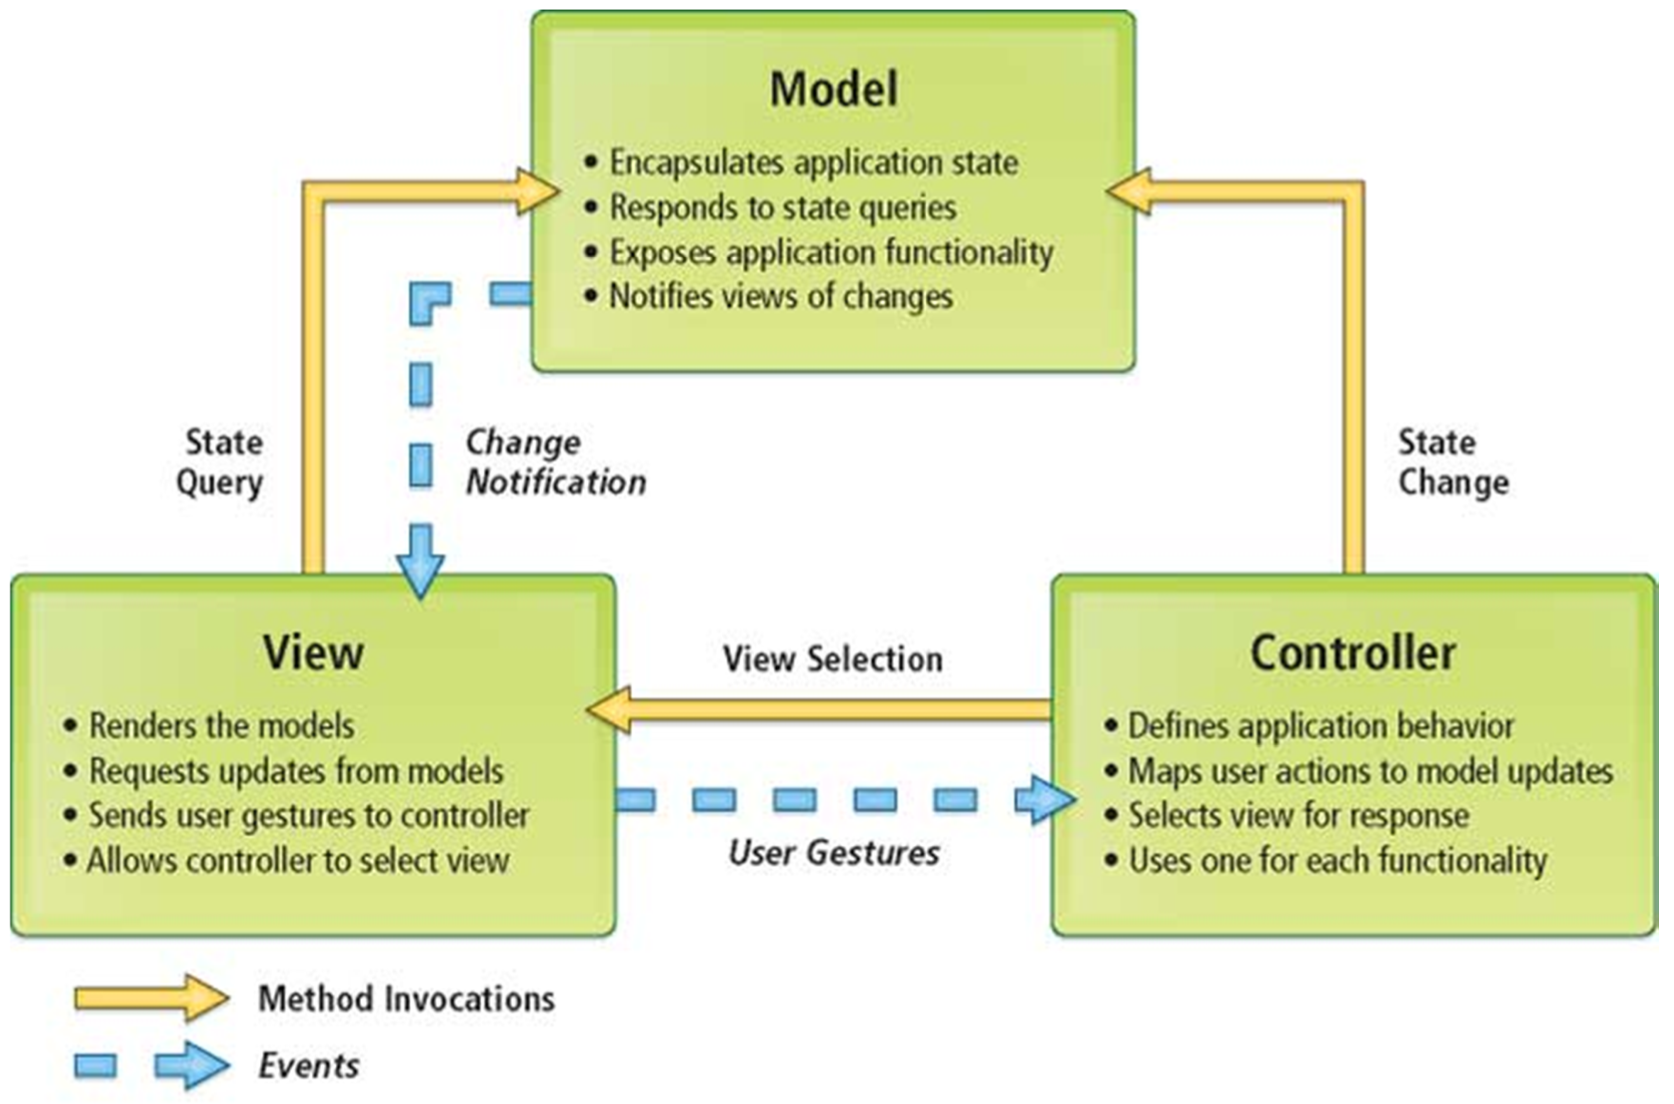 Model
• Encapsulates application state
• Responds to state queries
• Exposes application functionality
• Notifies views of changes
State
Query
Change
Notification
State
Change
View
• Renders the models
• Requests updates from models
• Sends user gestures to controller
• Allows controller to select view
View Selection
User Gestures
Controller
• Defines application behavior
• Maps user actions to model updates
• Selects view for response
• Uses one for each functionality
Method Invocations
Events